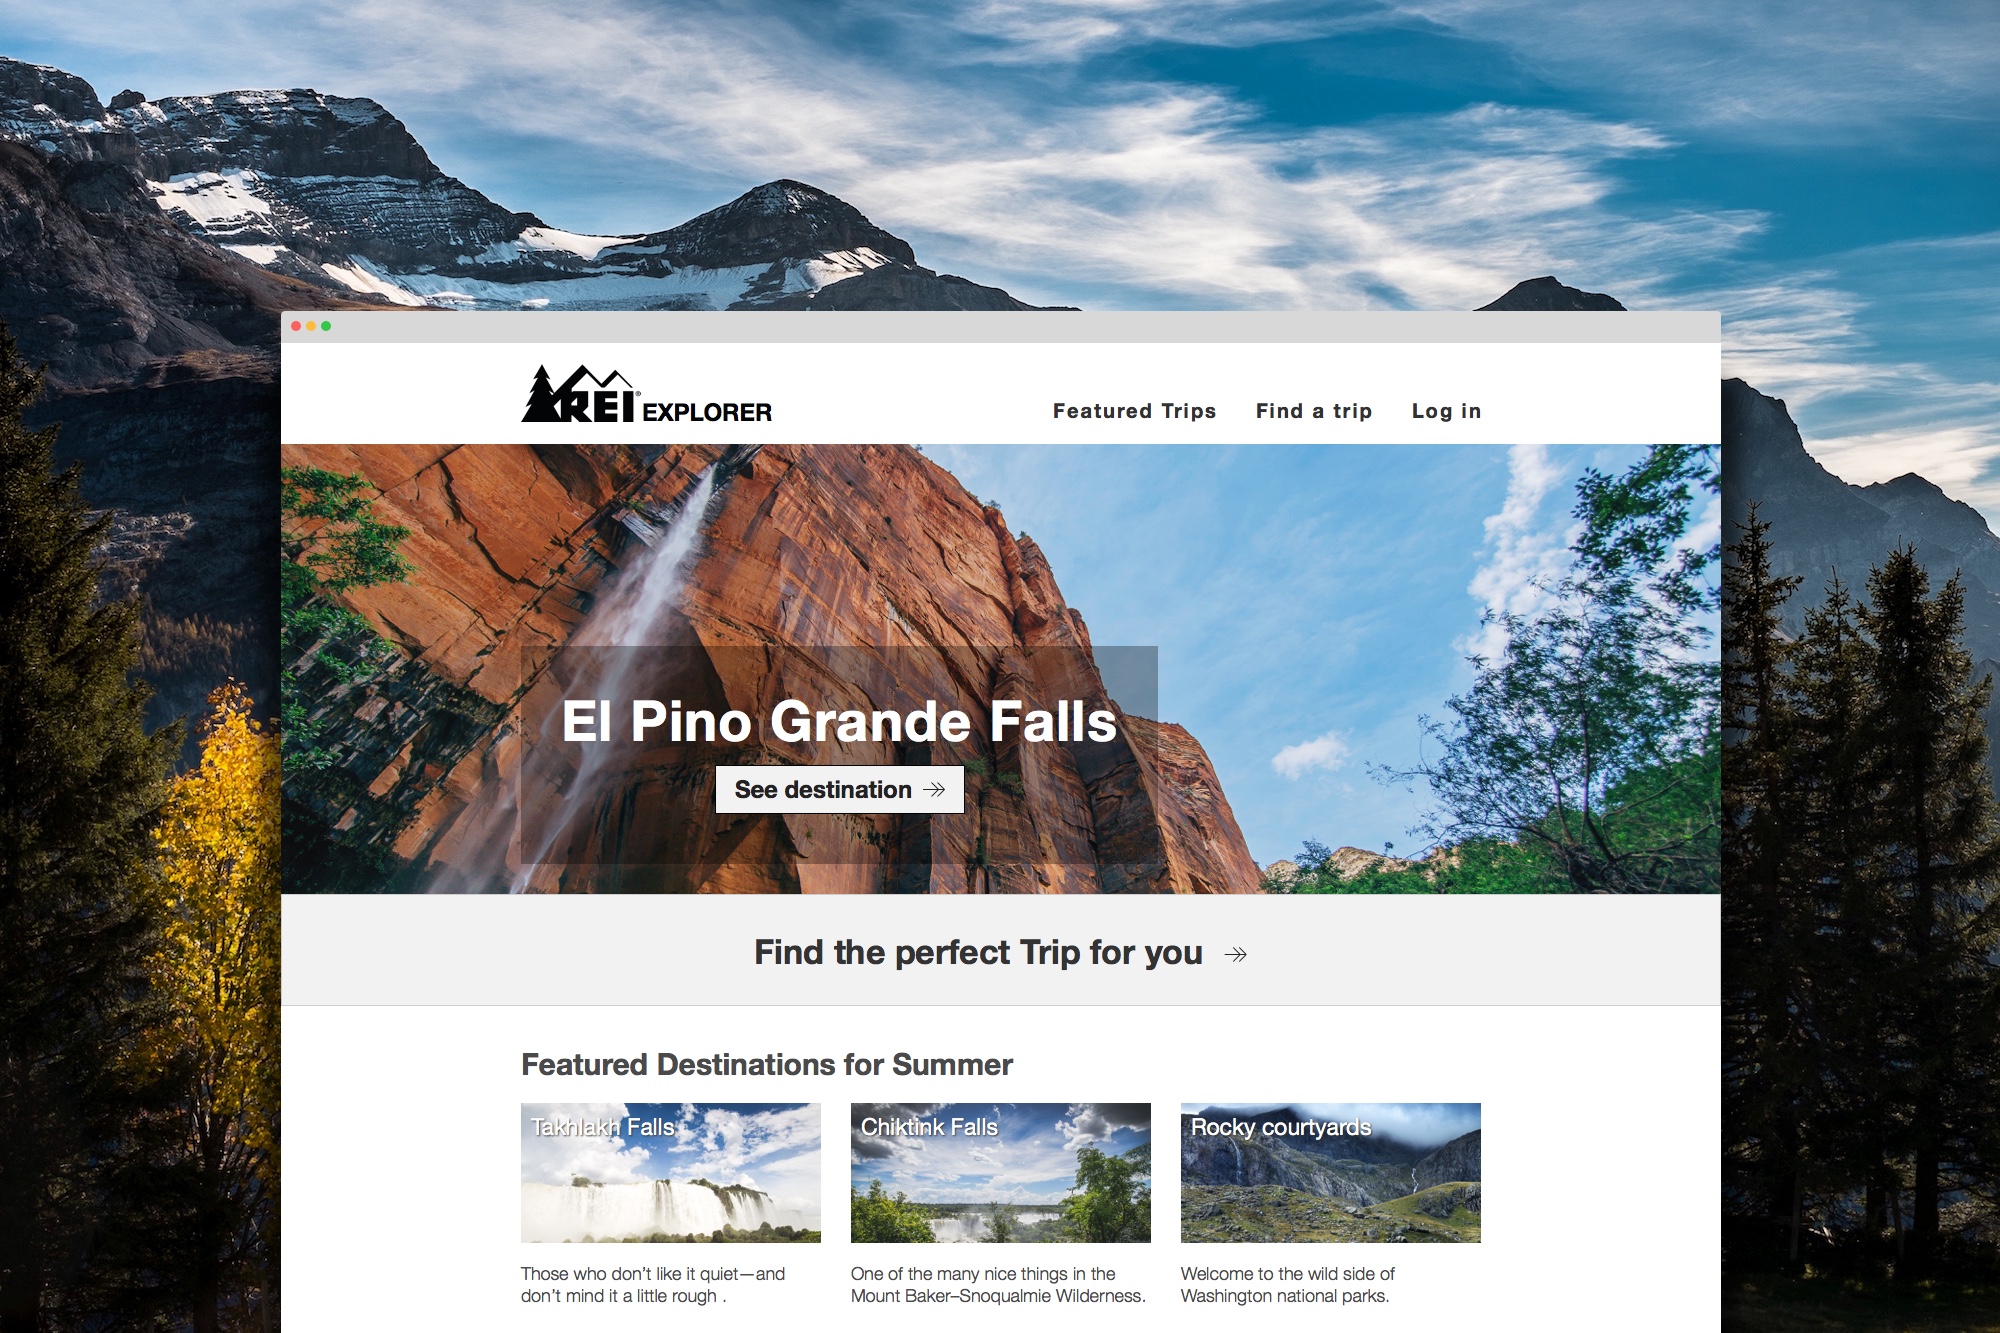 REI® EXPLORER
Featured Trips
Find a trip
Log in
El Pino Grande Falls
See destination
Find the perfect Trip for you
Featured Destinations for Summer
Takhlakh Falls
Chiktink Falls
Rocky courtyards
Those who don’t like it quiet—and
don’t mind it a little rough .
One of the many nice things in the
Mount Baker–Snoqualmie Wilderness.
Welcome to the wild side of
Washington national parks.